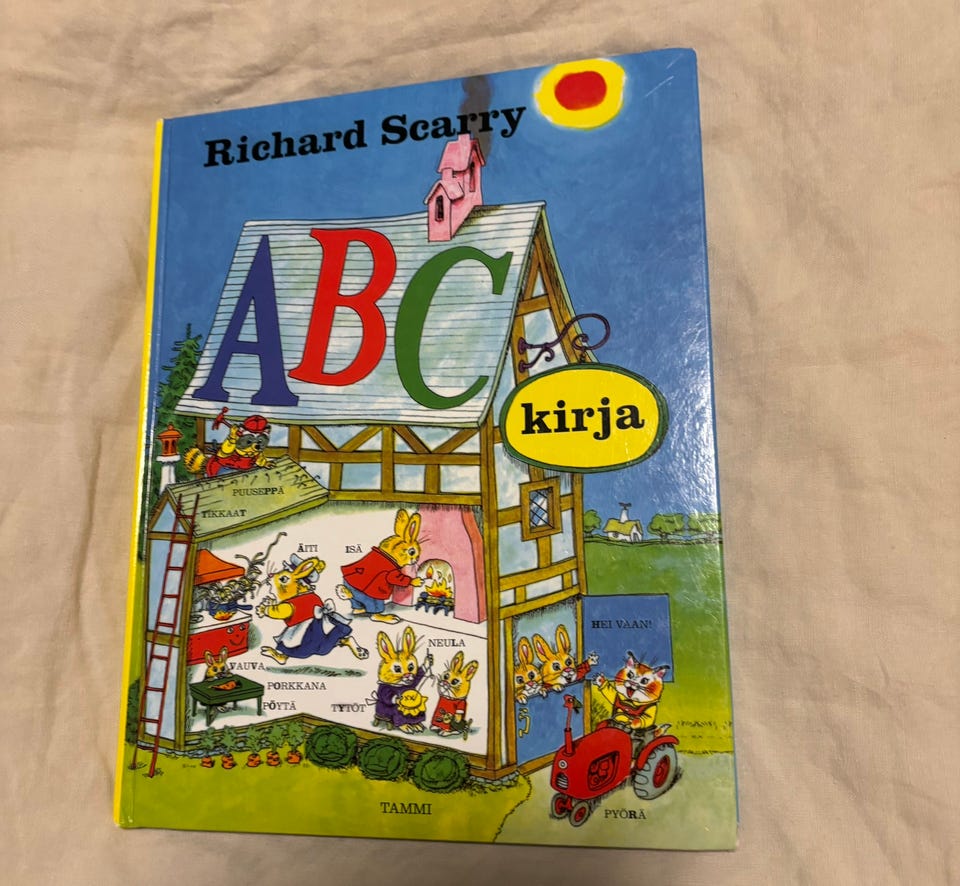 Richard Scarry
ABC
kirja
PUUSEPPÄ
TIKKAAT
ÄITI
ISÄ
HEI VAAN!
NEULA
VAUVA
PORKKANA
PÖYTÄ
TYTÖT
TAMMI
PYÖRÄ